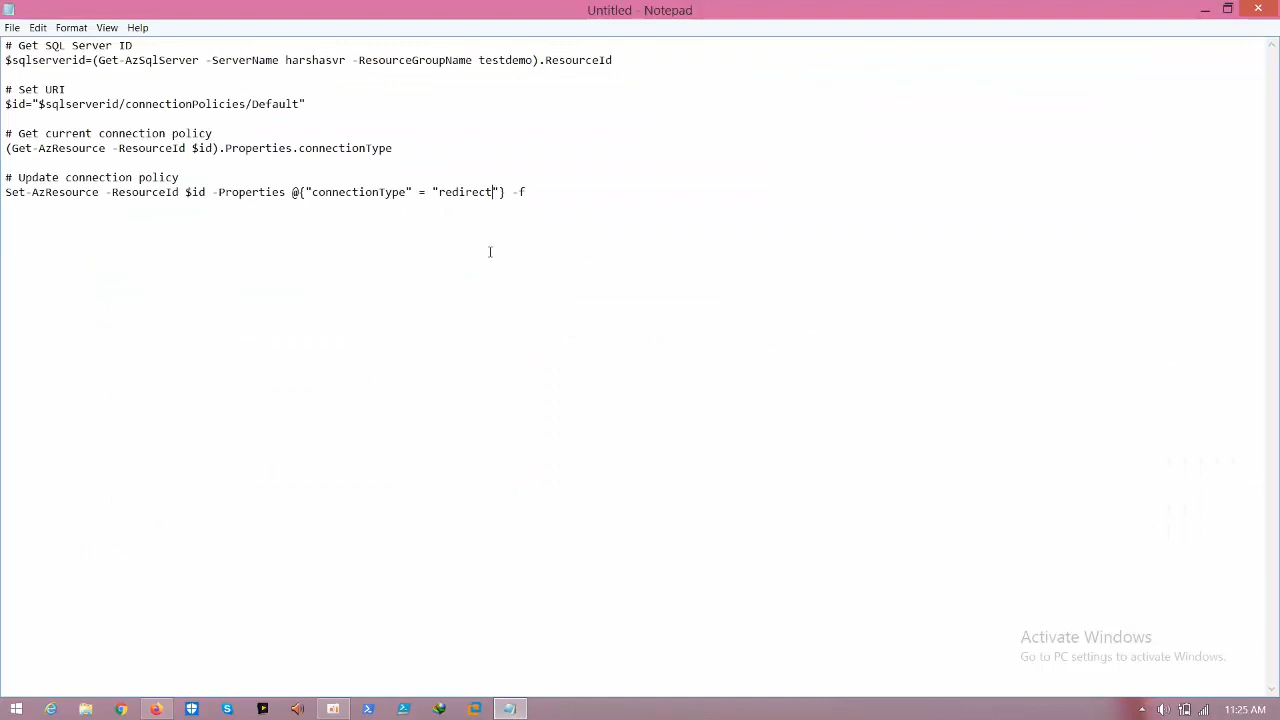 Untitled - Notepad
File Edit Format View Help
# Get SQL Server ID
$sqlserverid=(Get-AzSqlServer -ServerName harshasvr -ResourceGroupName testdemo).ResourceId
# Set URI
$id="$sqlserverid/connectionPolicies/Default"
# Get current connection policy
(Get-AzResource -ResourceId $id).Properties.connectionType
# Update connection policy
Set-AzResource -ResourceId $id -Properties @{"connectionType" = "redirect"} -f
Activate Windows
Go to PC settings to activate Windows.
11:25 AM